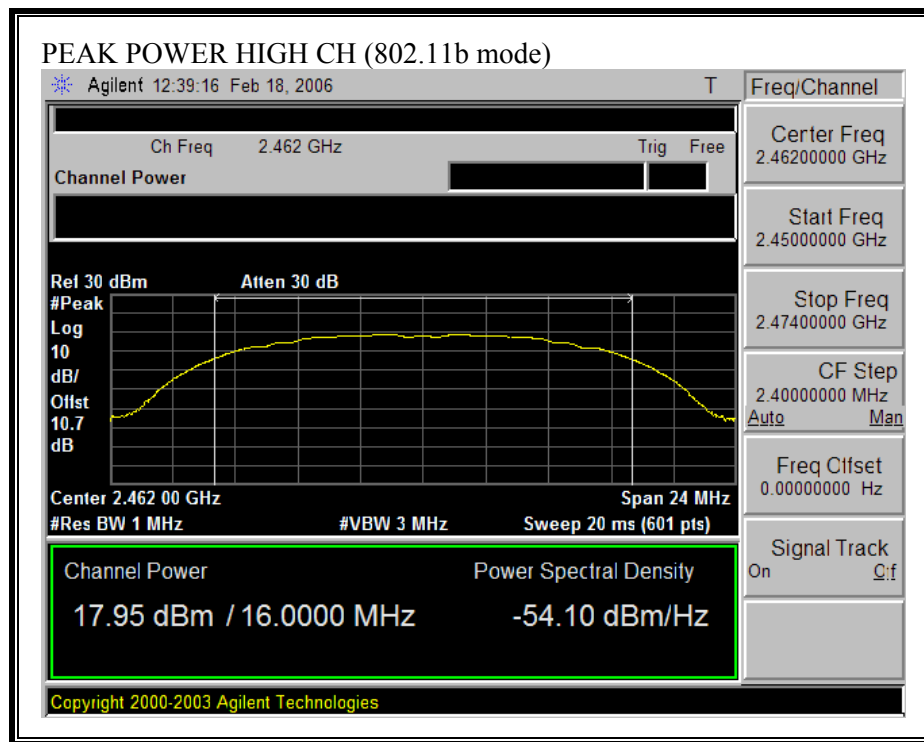 PEAK POWER HIGH CH (802.11b mode)
Agilent 12:39:16 Feb 18, 2006 T
Freq/Channel
Ch Freq 2.462 GHz Trig Free
Channel Power
Center Freq
2.46200000 GHz
Start Freq
2.45000000 GHz
Stop Freq
2.47400000 GHz
CF Step
2.40000000 MHz
Auto Man
Freq Offset
0.00000000 Hz
Signal Track
On Off
Ref 30 dBm Atten 30 dB
#Peak
Log
10
dB/
Offst
10.7
dB
Center 2.462 00 GHz Span 24 MHz
#Res BW 1 MHz #VBW 3 MHz Sweep 20 ms (601 pts)
Channel Power Power Spectral Density
17.95 dBm / 16.0000 MHz -54.10 dBm/Hz
Copyright 2000-2003 Agilent Technologies